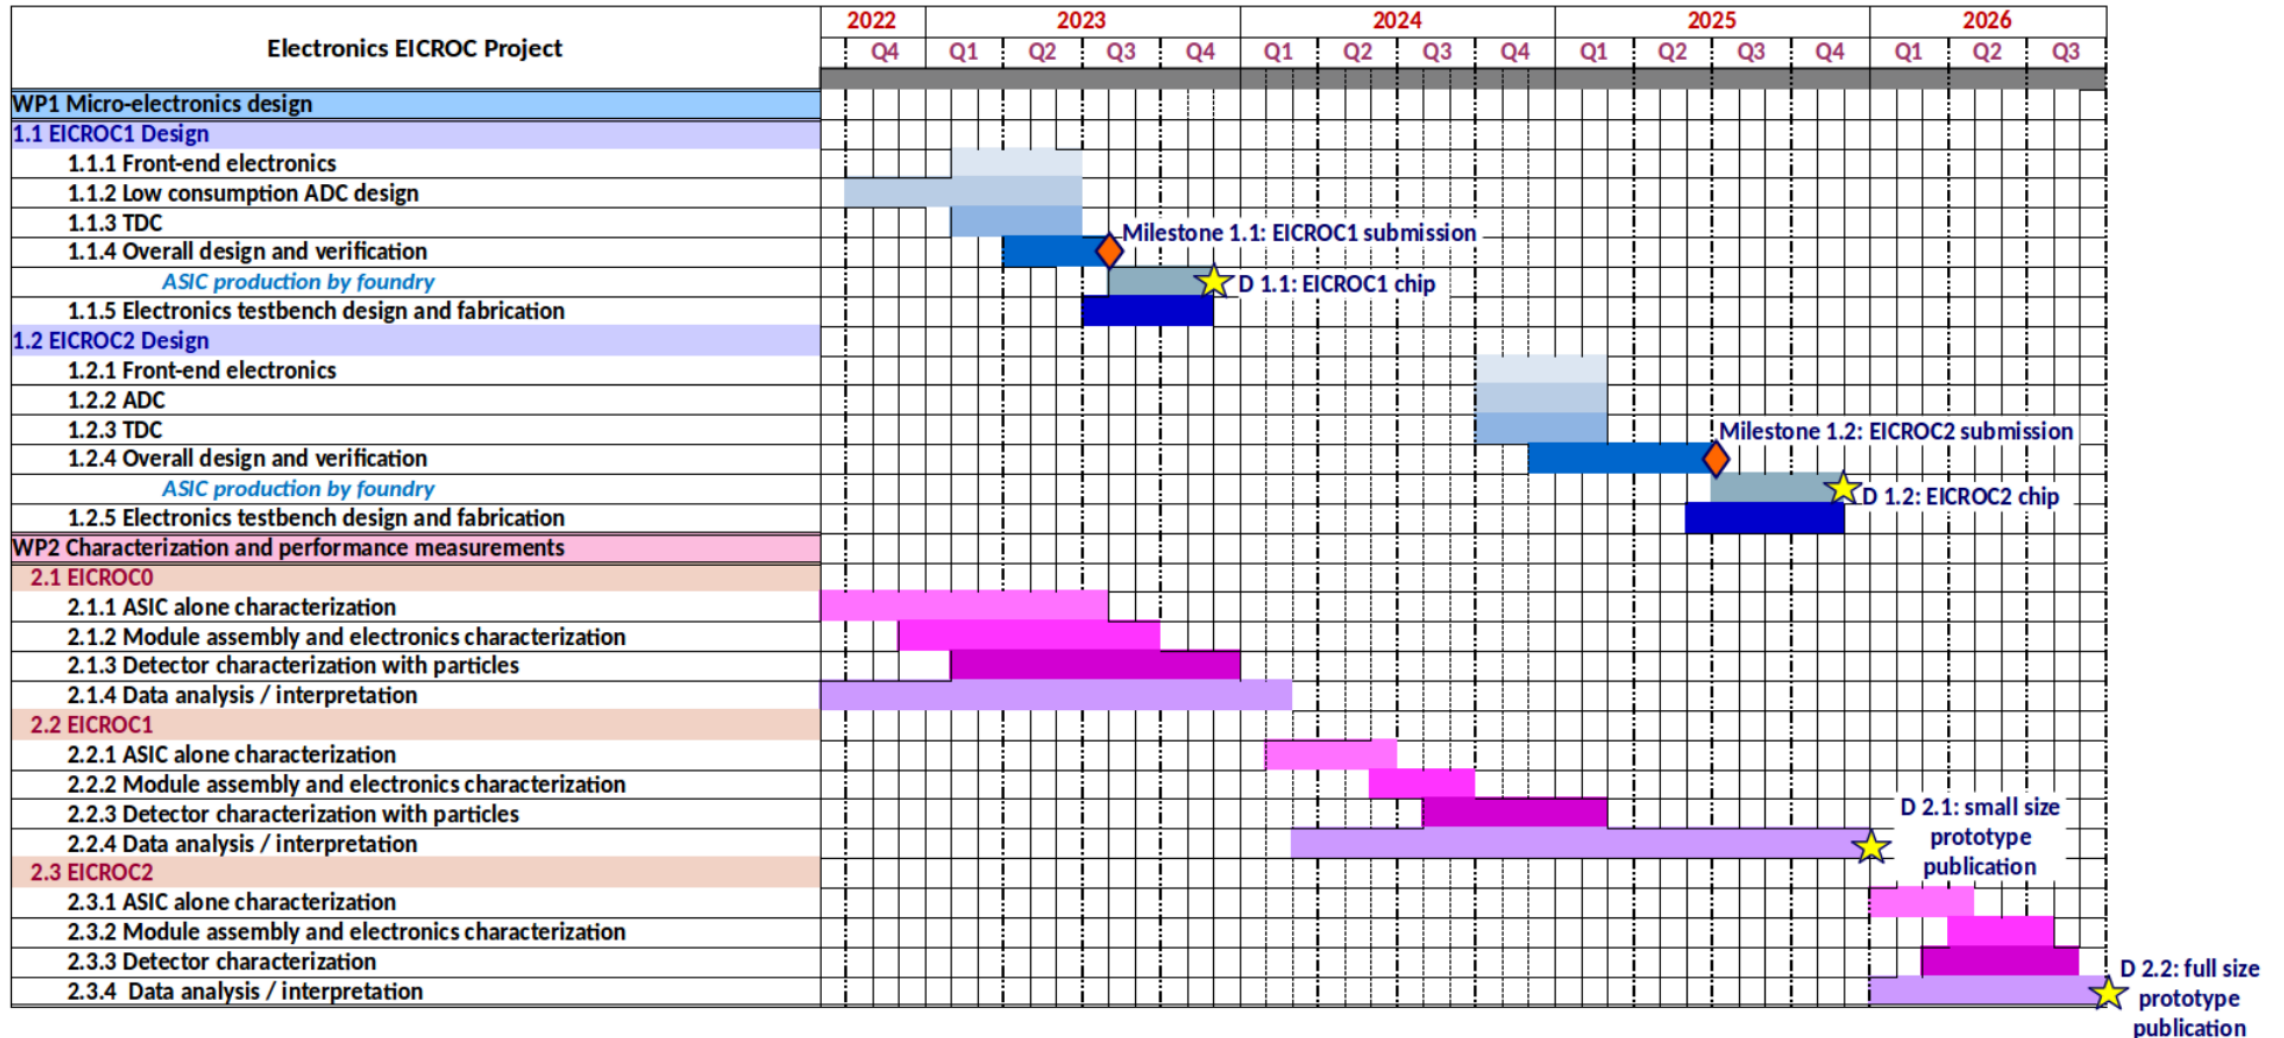 Electronics EICROC Project
2022 2023 2024 2025 2026
Q4 Q1 Q2 Q3 Q4 Q1 Q2 Q3 Q4 Q1 Q2 Q3 Q4 Q1 Q2 Q3
WP1 Micro-electronics design
1.1 EICROC1 Design
1.1.1 Front-end electronics
1.1.2 Low consumption ADC design
1.1.3 TDC
Milestone 1.1: EICROC1 submission
1.1.4 Overall design and verification
ASIC production by foundry
D 1.1: EICROC1 chip
1.1.5 Electronics testbench design and fabrication
1.2 EICROC2 Design
1.2.1 Front-end electronics
1.2.2 ADC
1.2.3 TDC
Milestone 1.2: EICROC2 submission
1.2.4 Overall design and verification
ASIC production by foundry
D 1.2: EICROC2 chip
1.2.5 Electronics testbench design and fabrication
WP2 Characterization and performance measurements
2.1 EICROC0
2.1.1 ASIC alone characterization
2.1.2 Module assembly and electronics characterization
2.1.3 Detector characterization with particles
2.1.4 Data analysis / interpretation
2.2 EICROC1
2.2.1 ASIC alone characterization
2.2.2 Module assembly and electronics characterization
2.2.3 Detector characterization with particles
2.2.4 Data analysis / interpretation
D 2.1: small size
prototype
publication
2.3 EICROC2
2.3.1 ASIC alone characterization
2.3.2 Module assembly and electronics characterization
2.3.3 Detector characterization
2.3.4 Data analysis / interpretation
D 2.2: full size
prototype
publication